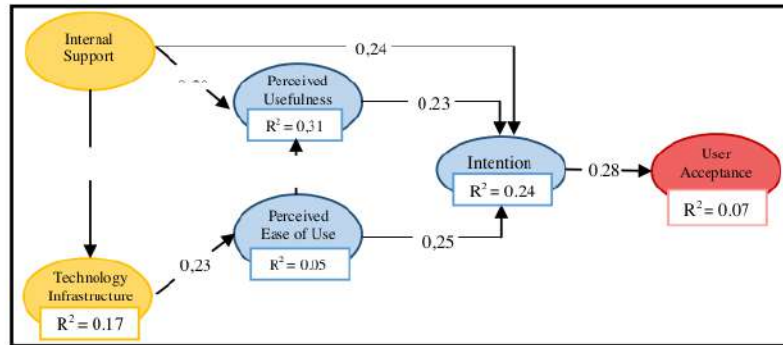 Internal
Support
0,24
Perceived
Usefulness
R² = 0,31
0.23
Intention
R² = 0.24
0.28
User
Acceptance
R² = 0.07
Perceived
Ease of Use
R² = 0.05
0,25
0,23
Technology
Infrastructure
R² = 0.17